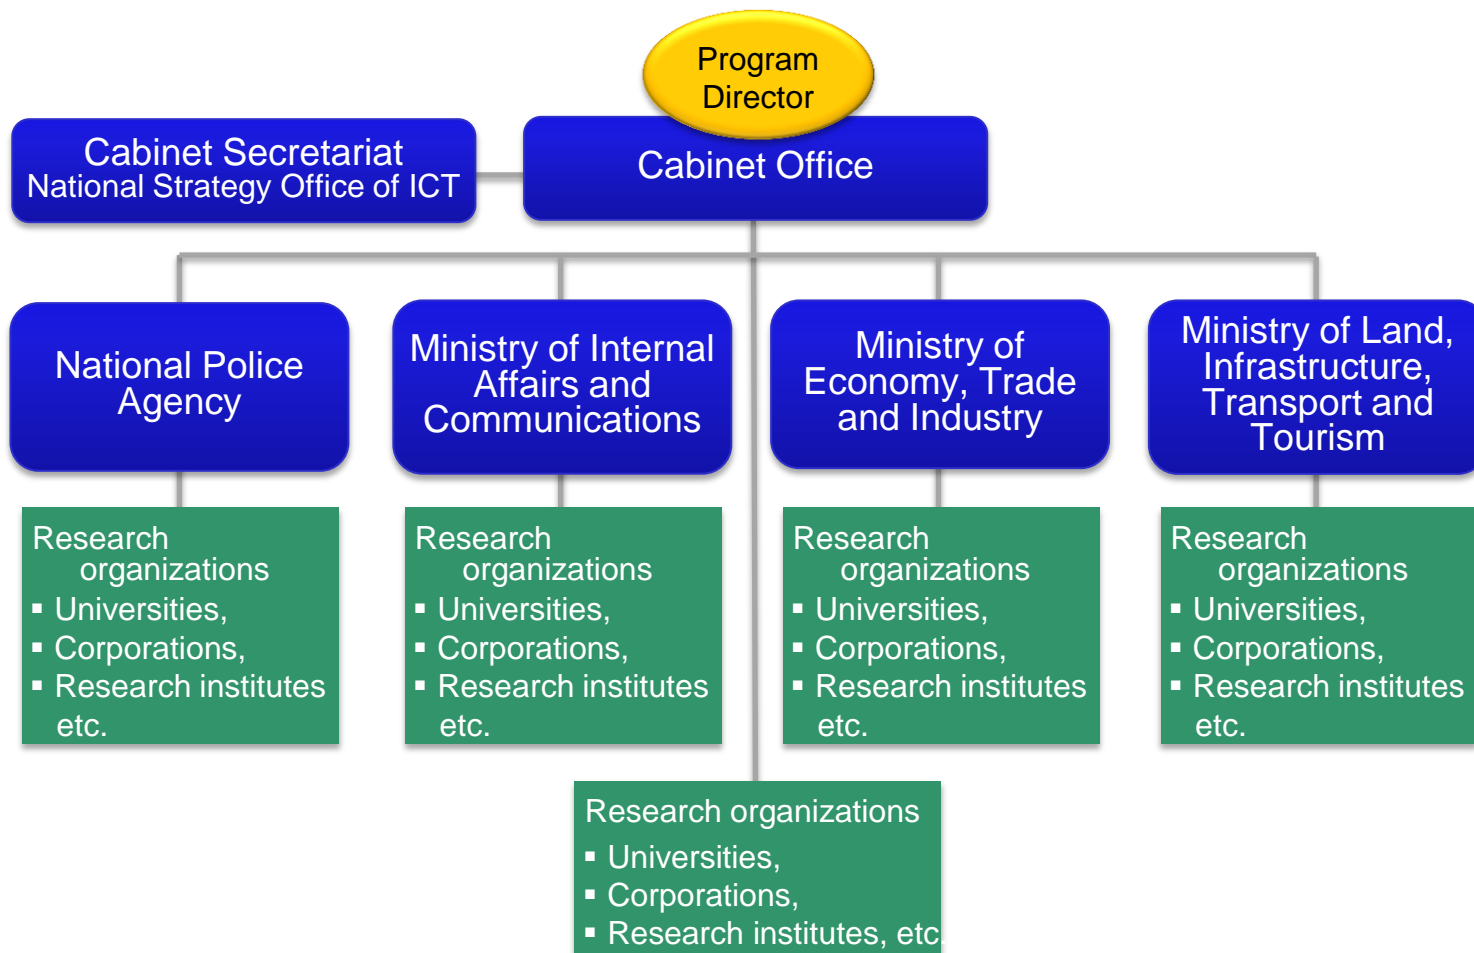 Program
Director
Cabinet Secretariat
National Strategy Office of ICT
Cabinet Office
National Police
Agency
Ministry of Internal
Affairs and
Communications
Ministry of
Economy, Trade
and Industry
Ministry of Land,
Infrastructure,
Transport and
Tourism
Research
organizations
▪ Universities,
▪ Corporations,
▪ Research institutes
etc.
Research
organizations
▪ Universities,
▪ Corporations,
▪ Research institutes
etc.
Research
organizations
▪ Universities,
▪ Corporations,
▪ Research institutes
etc.
Research
organizations
▪ Universities,
▪ Corporations,
▪ Research institutes
etc.
Research organizations
▪ Universities,
▪ Corporations,
▪ Research institutes, etc.